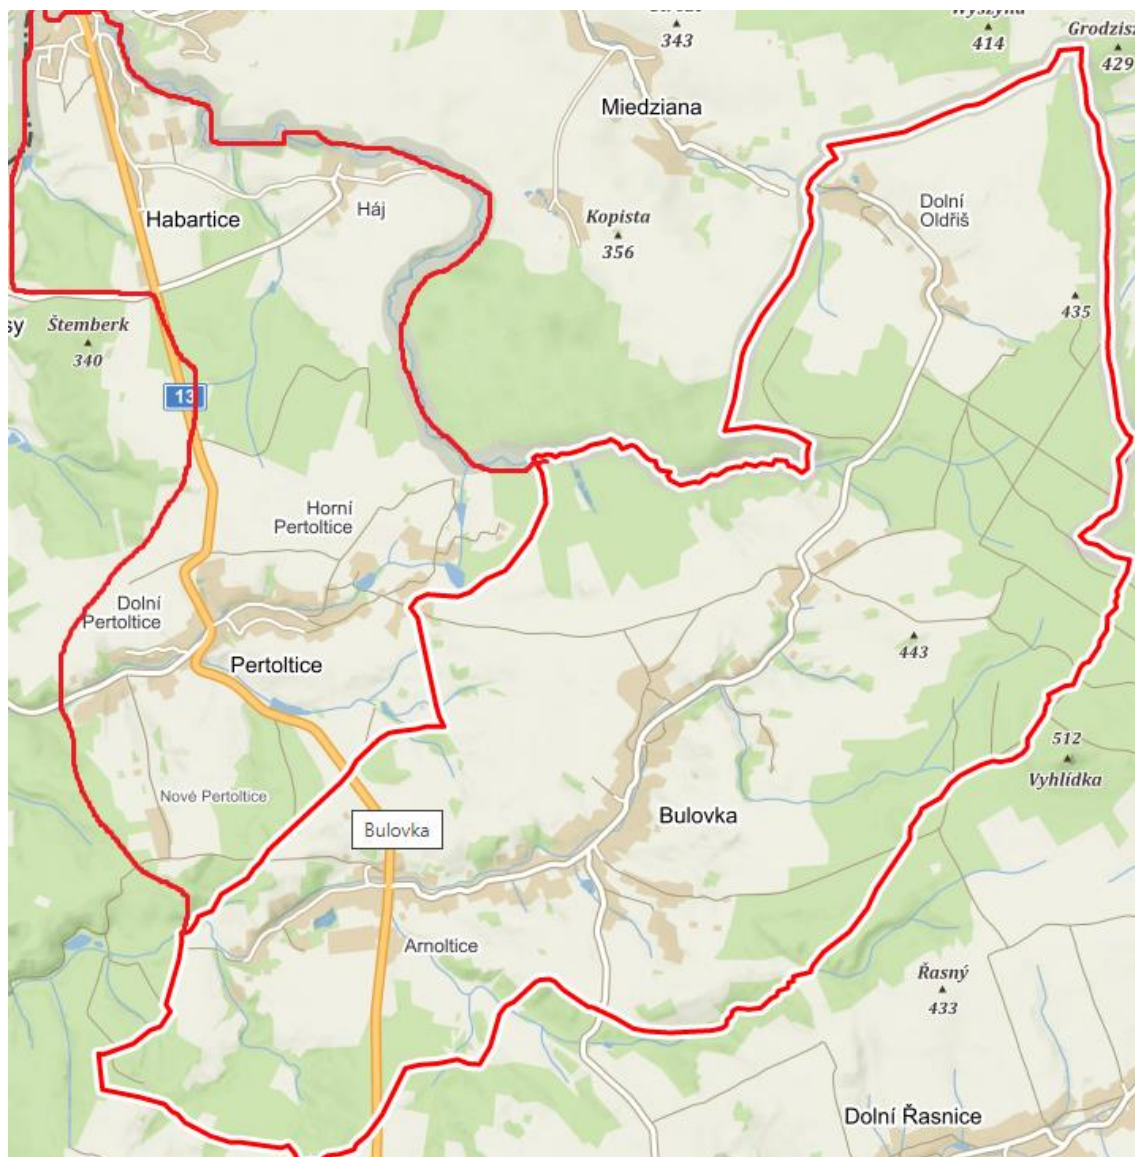 343
414
Grodzisz
429
Miedziana
Dolní
Oldřiš
Háj
Habartice
Kopista
356
435
sy
Štemberk
340
13
Horní
Pertoltice
Dolní
Pertoltice
Pertoltice
443
512
Vyhlídka
Nové Pertoltice
Bulovka
Bulovka
Arnoltice
Řasný
433
Dolní Řasnice